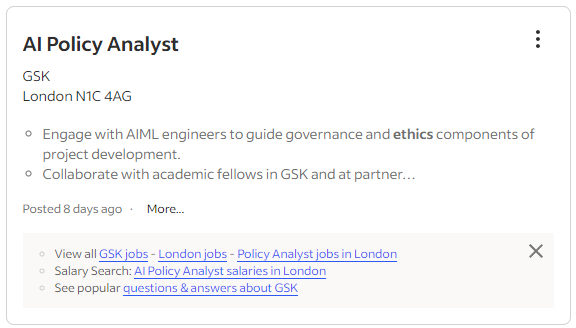 AI Policy Analyst
GSK
London N1C 4AG
Engage with AIML engineers to guide governance and ethics components of
project development.
Collaborate with academic fellows in GSK and at partner…
Posted 8 days ago · More...
View all GSK jobs - London jobs - Policy Analyst jobs in London
Salary Search: AI Policy Analyst salaries in London
See popular questions & answers about GSK